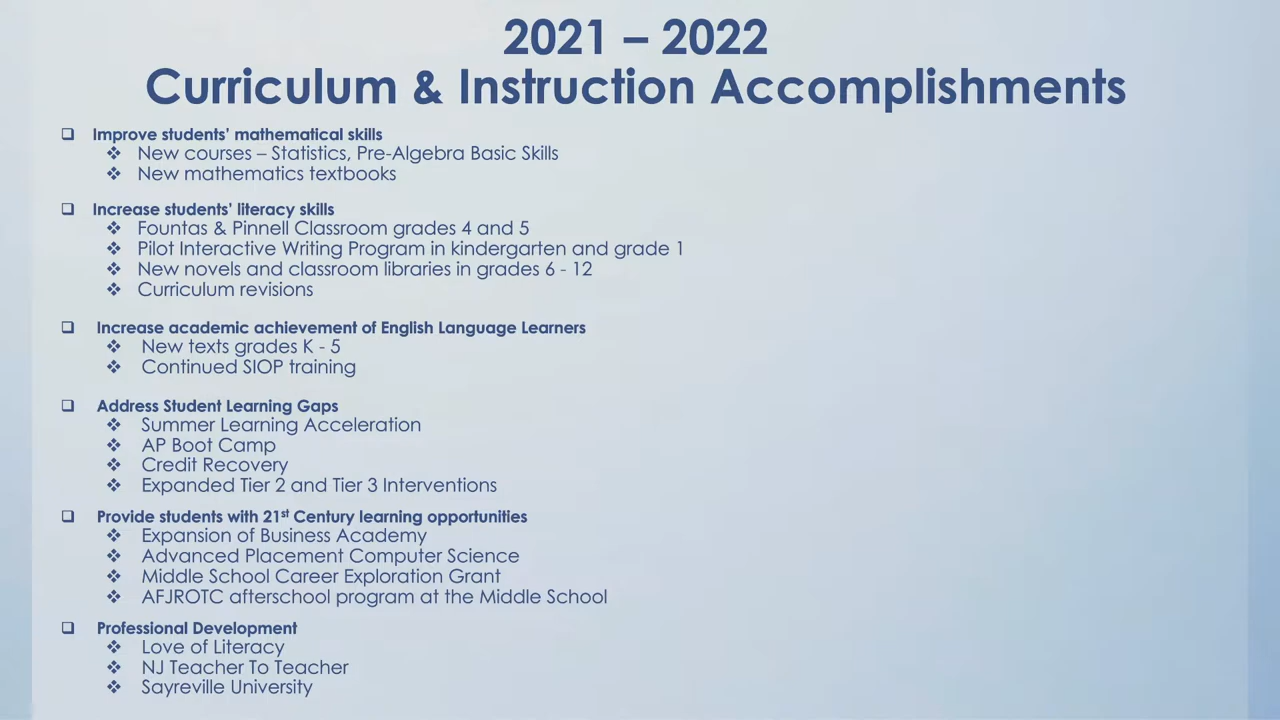 2021 – 2022
Curriculum & Instruction Accomplishments
❑ Improve students’ mathematical skills
❖ New courses – Statistics, Pre-Algebra Basic Skills
❖ New mathematics textbooks
❑ Increase students’ literacy skills
❖ Fountas & Pinnell Classroom grades 4 and 5
❖ Pilot Interactive Writing Program in kindergarten and grade 1
❖ New novels and classroom libraries in grades 6 - 12
❖ Curriculum revisions
❑ Increase academic achievement of English Language Learners
❖ New texts grades K - 5
❖ Continued SIOP training
❑ Address Student Learning Gaps
❖ Summer Learning Acceleration
❖ AP Boot Camp
❖ Credit Recovery
❖ Expanded Tier 2 and Tier 3 Interventions
❑ Provide students with 21st Century learning opportunities
❖ Expansion of Business Academy
❖ Advanced Placement Computer Science
❖ Middle School Career Exploration Grant
❖ AFJROTC afterschool program at the Middle School
❑ Professional Development
❖ Love of Literacy
❖ NJ Teacher To Teacher
❖ Sayreville University